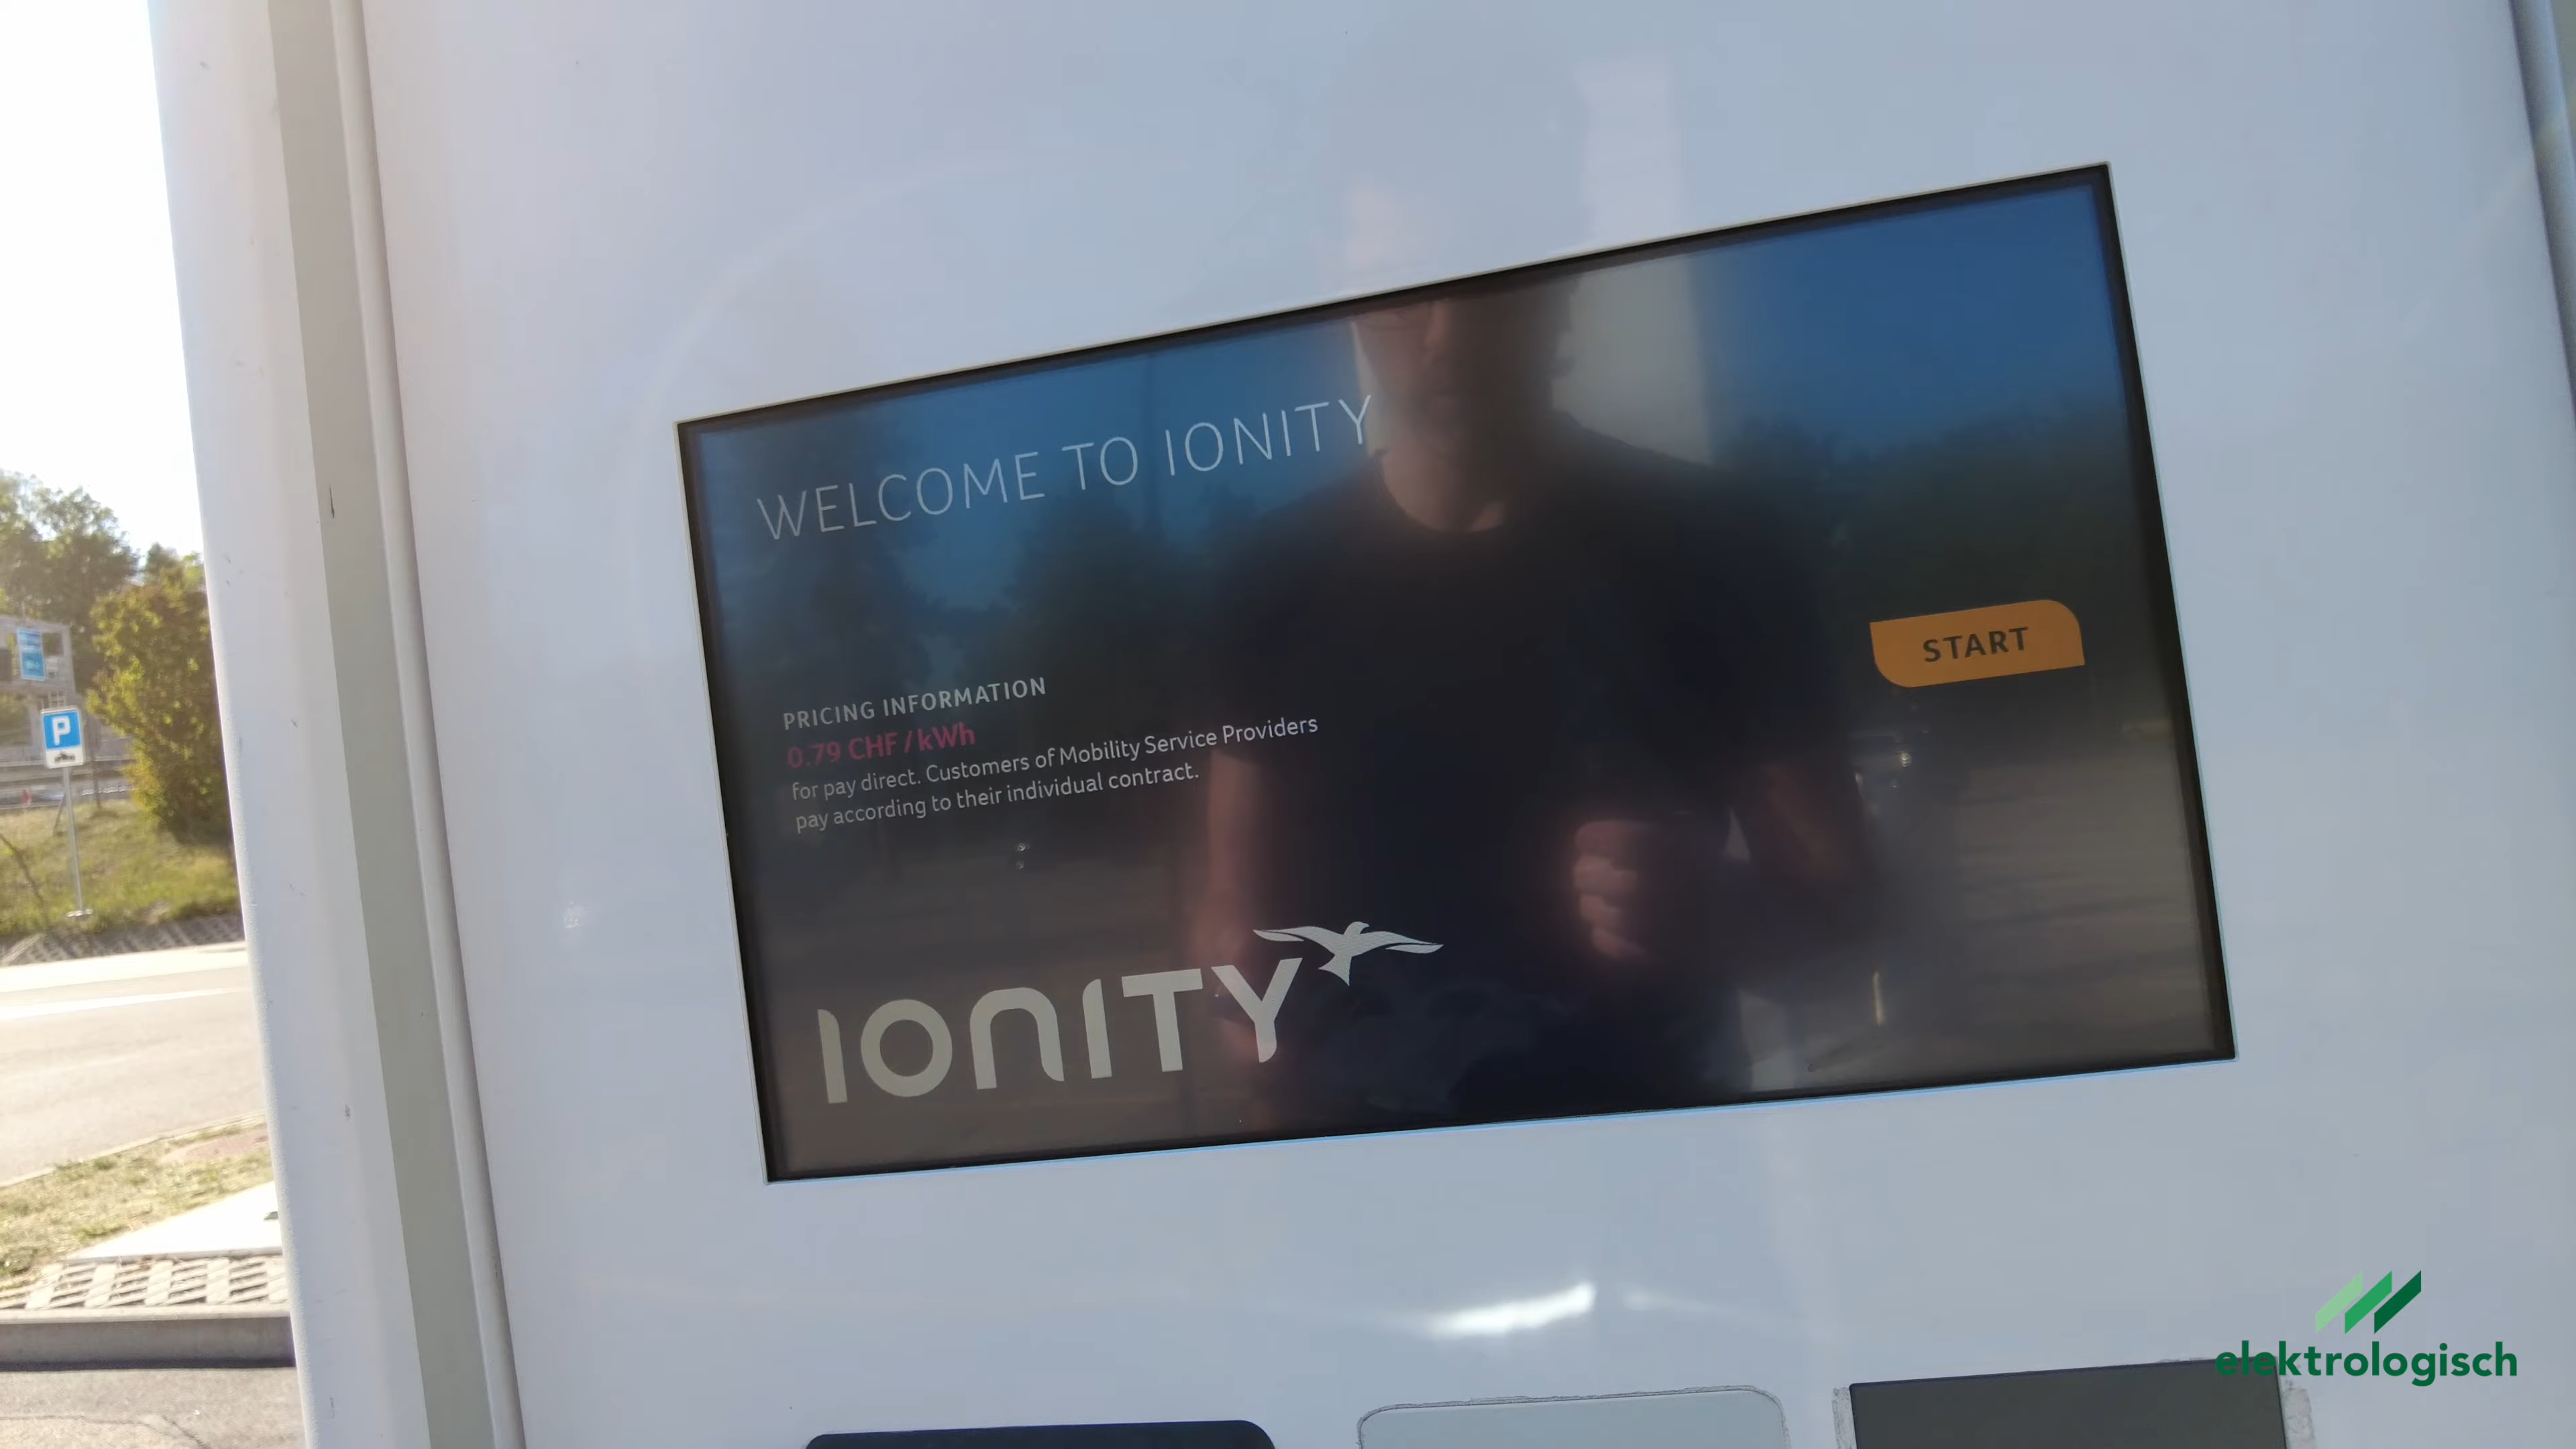 WELCOME TO IONITY
START
PRICING INFORMATION
0.79 CHF / kWh
for pay direct. Customers of Mobility Service Providers
pay according to their individual contract.
IONITY
P
elektrologisch